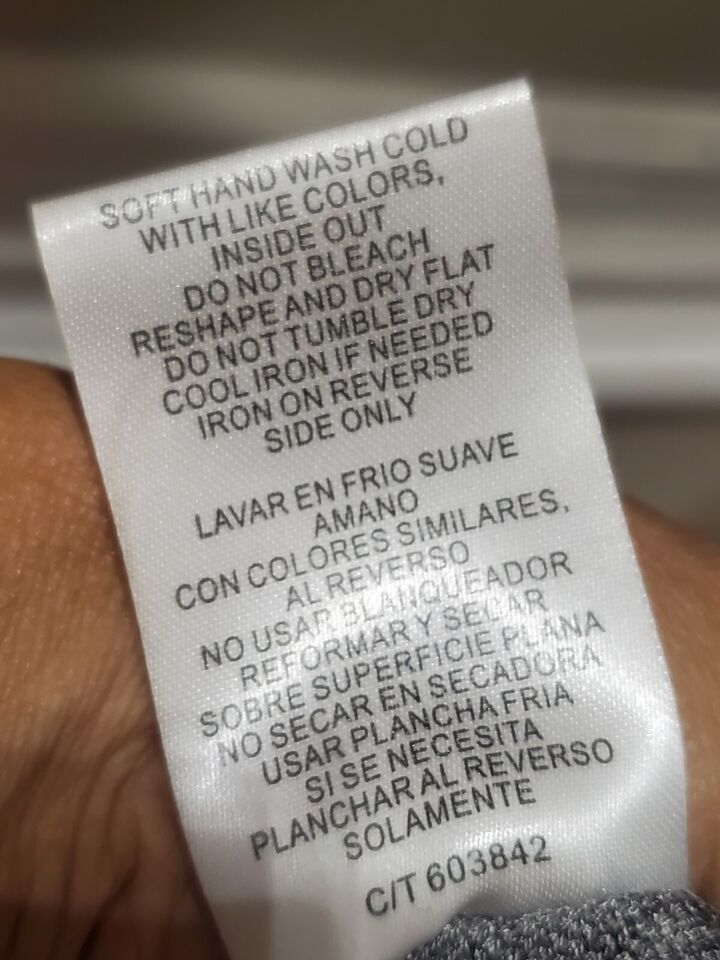 SOFT HAND WASH COLD
WITH LIKE COLORS,
INSIDE OUT
DO NOT BLEACH
RESHAPE AND DRY FLAT
DO NOT TUMBLE DRY
COOL IRON IF NEEDED
IRON ON REVERSE
SIDE ONLY
LAVAR EN FRIO SUAVE
AMANO
CON COLORES SIMILARES,
AL REVERSO
NO USAR BLANQUEADOR
REFORMAR Y SECAR
SOBRE SUPERFICIE PLANA
NO SECAR EN SECADORA
USAR PLANCHA FRIA
SI SE NECESITA
PLANCHAR AL REVERSO
SOLAMENTE
C/T 603842